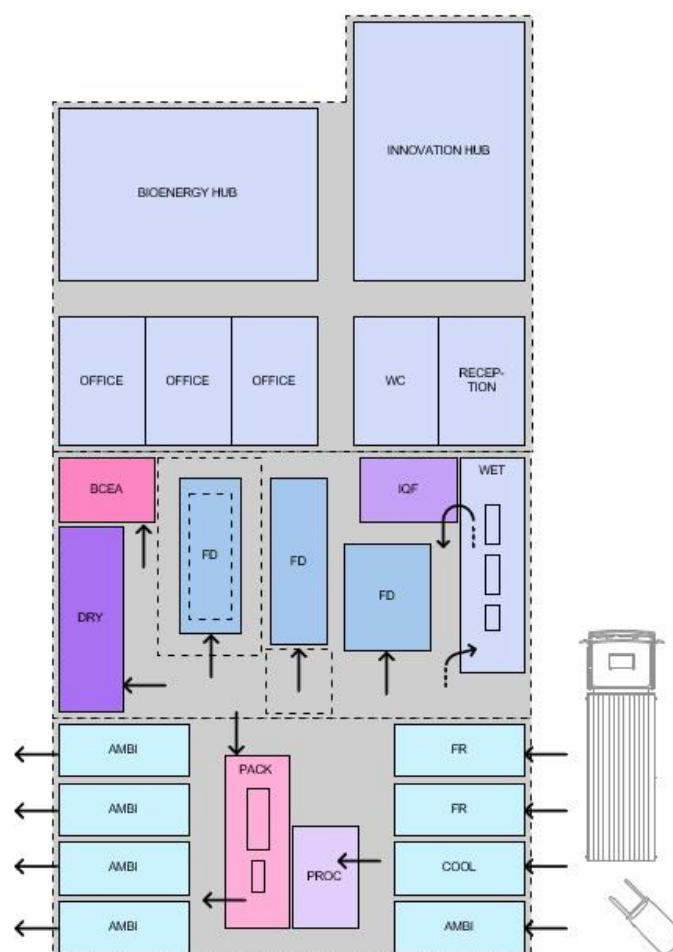 INNOVATION HUB
BIOENERGY HUB
OFFICE
OFFICE
OFFICE
WC
RECEP-
TION
BCEA
IQF
WET
FD
FD
FD
DRY
AMBI
PACK
FR
AMBI
FR
AMBI
PROC
COOL
AMBI
AMBI